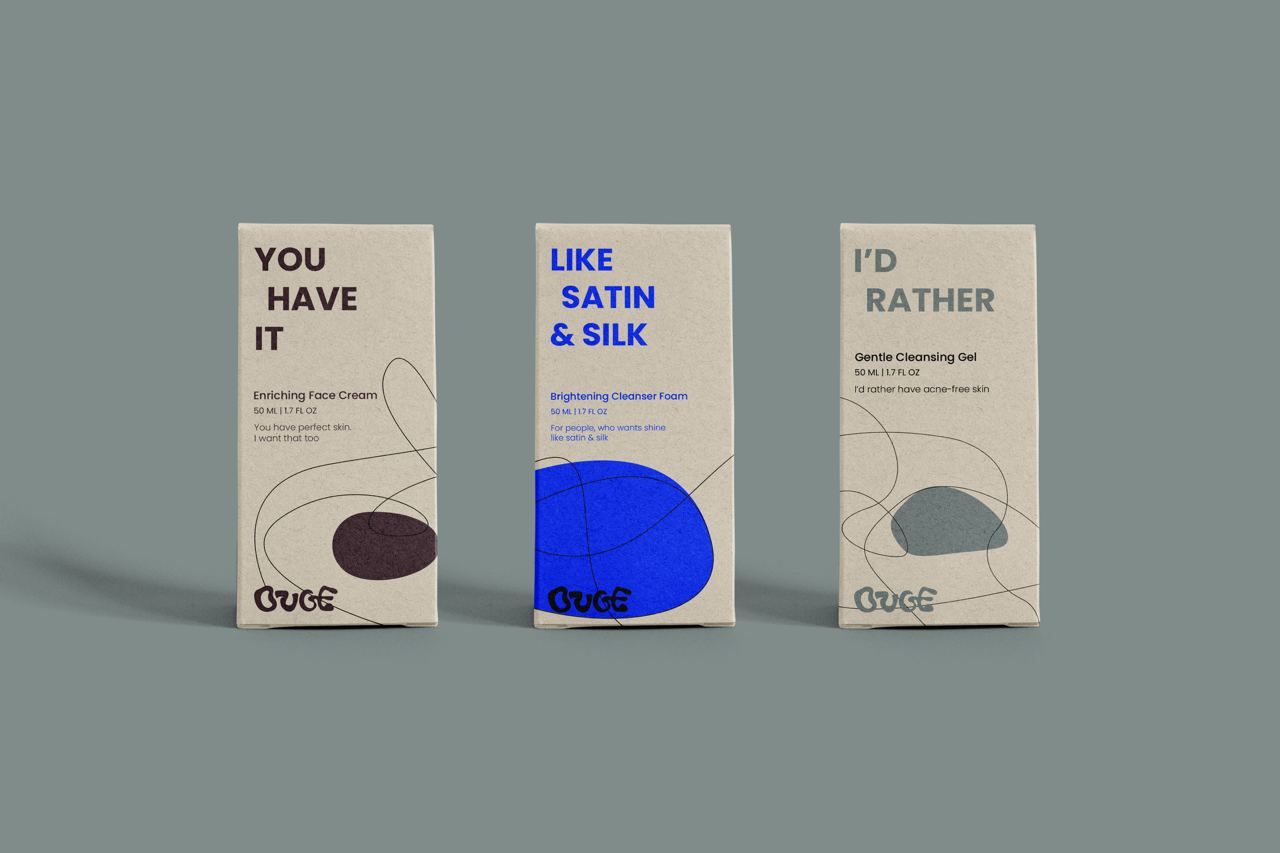 YOU
HAVE
IT
Enriching Face Cream
50 ML | 1.7 FL OZ
You have perfect skin.
I want that too
OUGE
LIKE
SATIN
& SILK
Brightening Cleanser Foam
50 ML | 1.7 FL OZ
For people, who wants shine
like satin & silk
OUGE
I'D
RATHER
Gentle Cleansing Gel
50 ML | 1.7 FL OZ
I'd rather have acne-free skin
OUGE